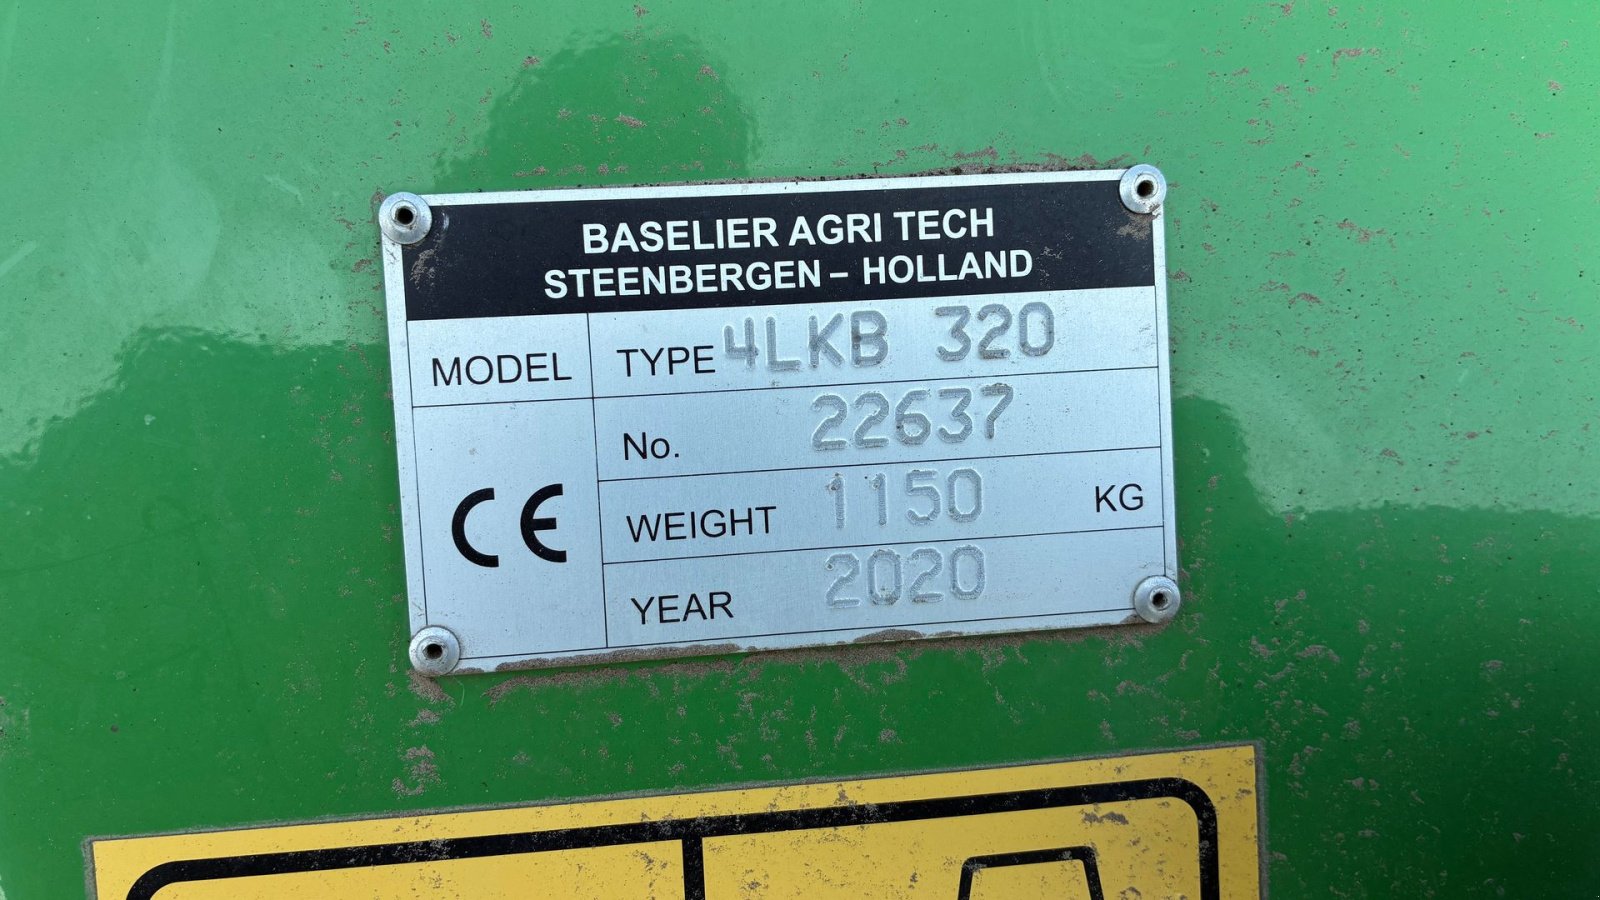 BASELIER AGRI TECH
STEENBERGEN – HOLLAND
MODEL TYPE 4LKB 320
No. 22637
CE WEIGHT 1150 KG
YEAR 2020